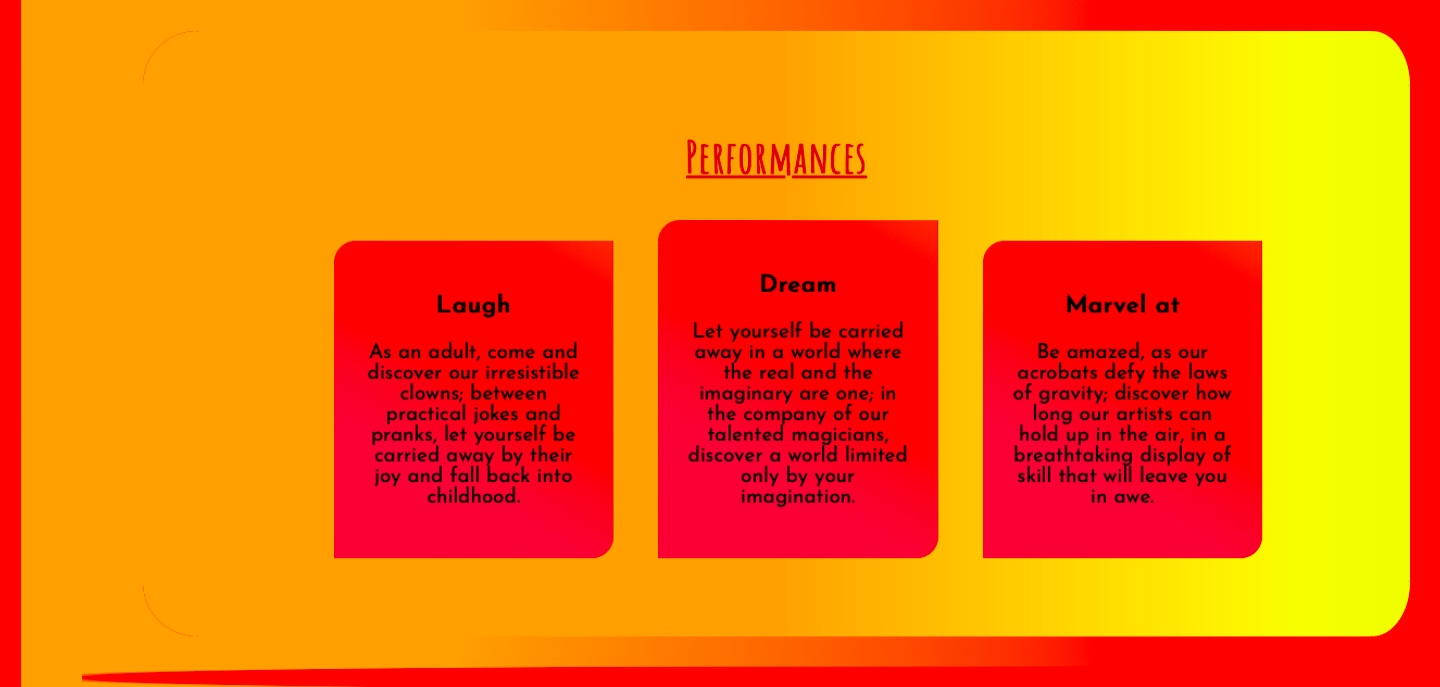 Performances
Laugh
As an adult, come and
discover our irresistible
clowns; between
practical jokes and
pranks, let yourself be
carried away by their
joy and fall back into
childhood.
Dream
Let yourself be carried
away in a world where
the real and the
imaginary are one; in
the company of our
talented magicians,
discover a world limited
only by your
imagination.
Marvel at
Be amazed, as our
acrobats defy the laws
of gravity; discover how
long our artists can
hold up in the air, in a
breathtaking display of
skill that will leave you
in awe.